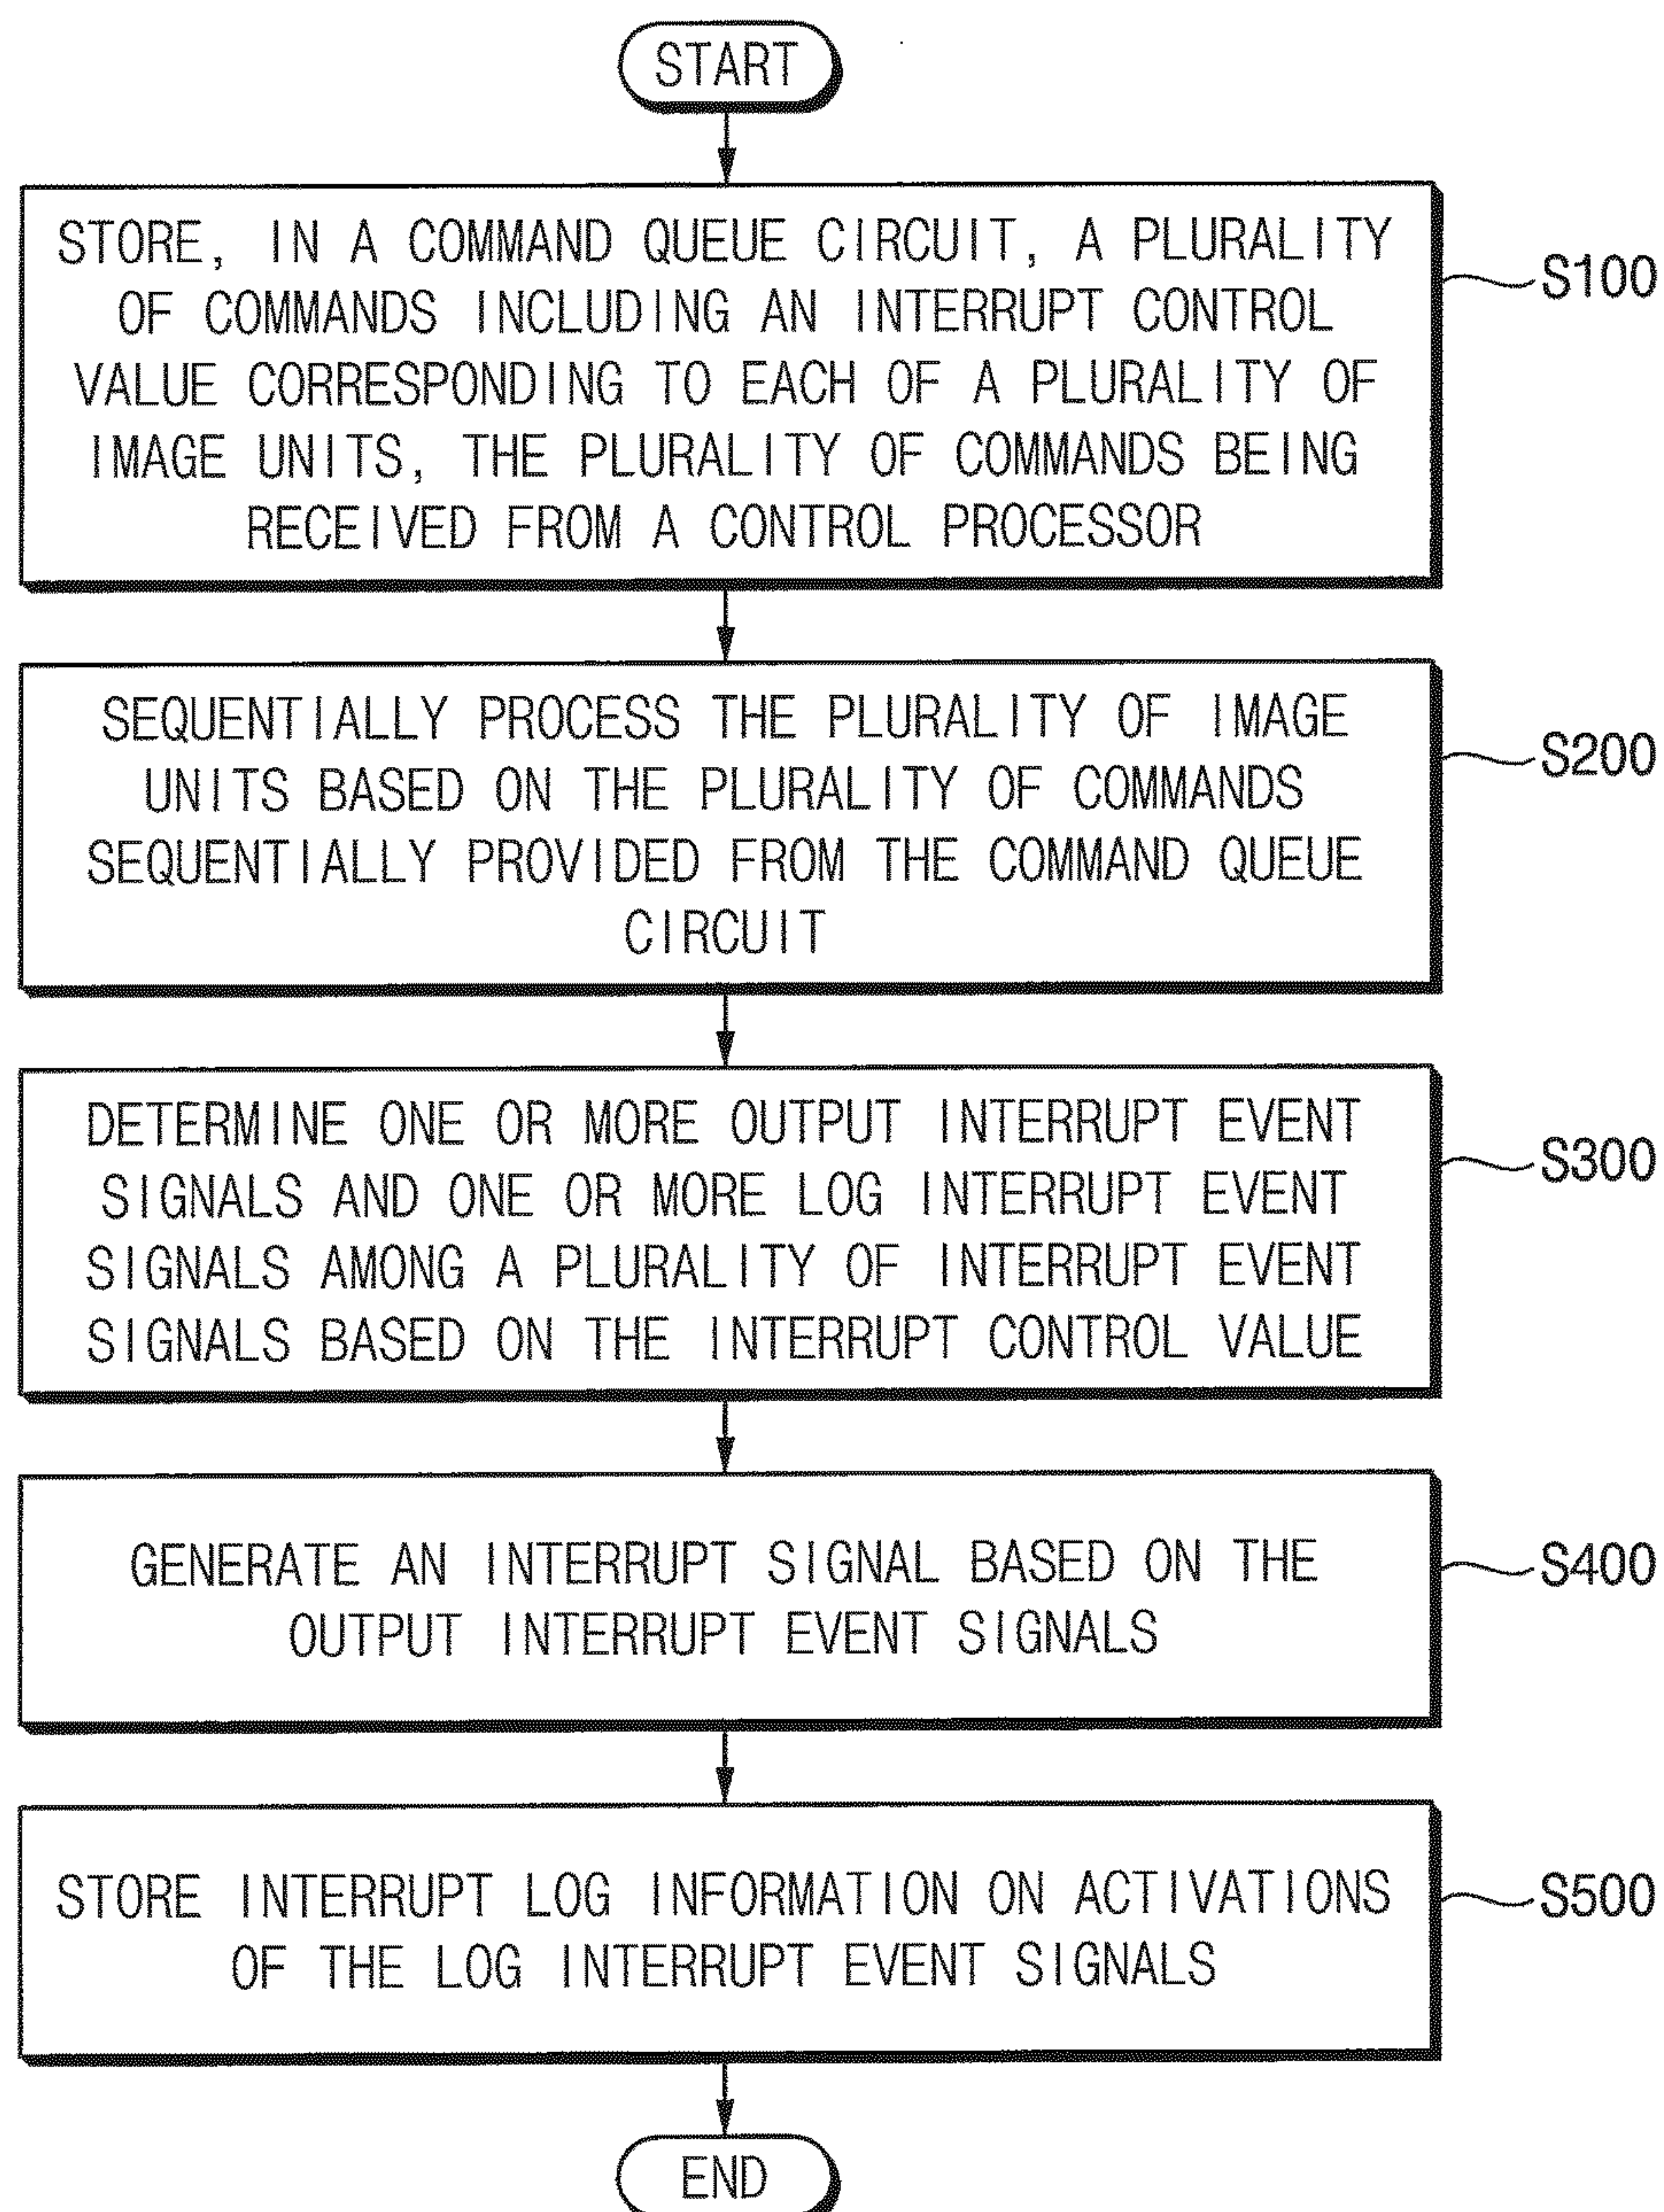 START
STORE, IN A COMMAND QUEUE CIRCUIT, A PLURALITY
OF COMMANDS INCLUDING AN INTERRUPT CONTROL
VALUE CORRESPONDING TO EACH OF A PLURALITY OF
IMAGE UNITS, THE PLURALITY OF COMMANDS BEING
RECEIVED FROM A CONTROL PROCESSOR
S100
SEQUENTIALLY PROCESS THE PLURALITY OF IMAGE
UNITS BASED ON THE PLURALITY OF COMMANDS
SEQUENTIALLY PROVIDED FROM THE COMMAND QUEUE
CIRCUIT
S200
DETERMINE ONE OR MORE OUTPUT INTERRUPT EVENT
SIGNALS AND ONE OR MORE LOG INTERRUPT EVENT
SIGNALS AMONG A PLURALITY OF INTERRUPT EVENT
SIGNALS BASED ON THE INTERRUPT CONTROL VALUE
S300
GENERATE AN INTERRUPT SIGNAL BASED ON THE
OUTPUT INTERRUPT EVENT SIGNALS
S400
STORE INTERRUPT LOG INFORMATION ON ACTIVATIONS
OF THE LOG INTERRUPT EVENT SIGNALS
S500
END